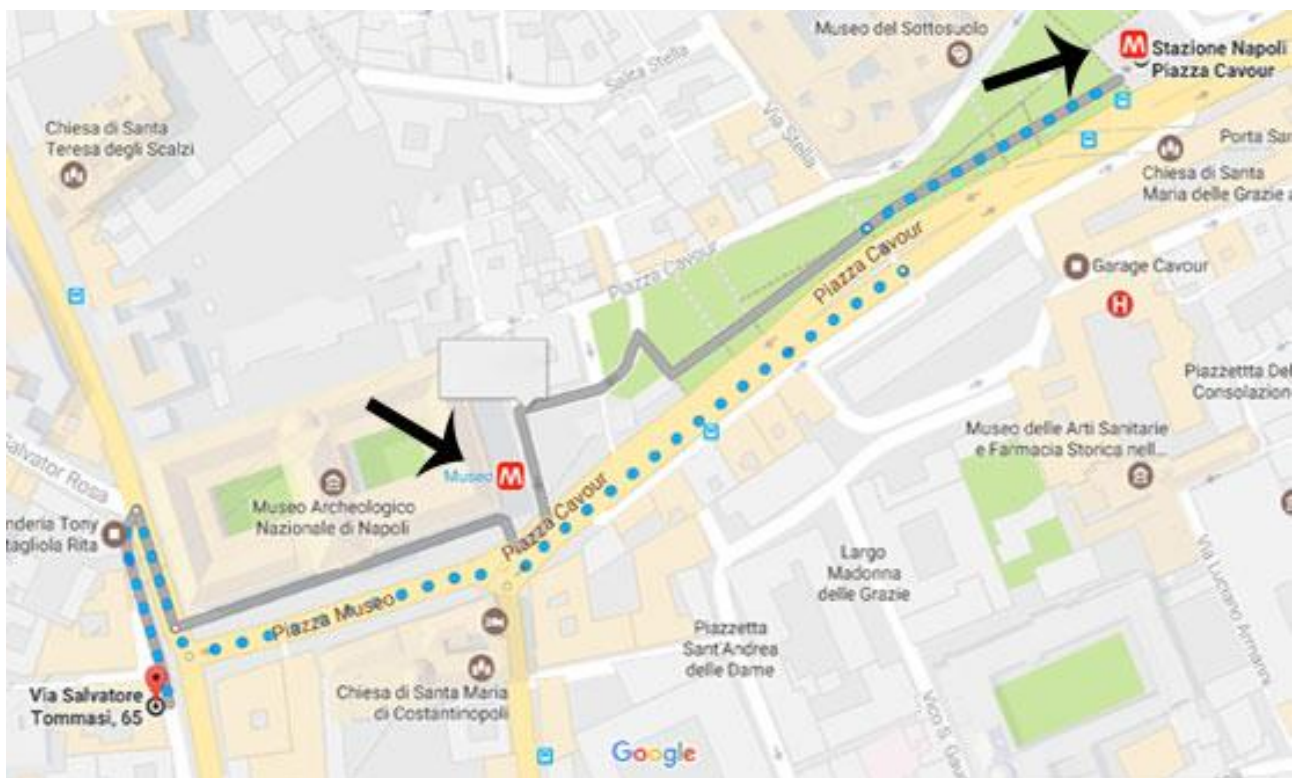 Museo del Sottosuolo
M
Stazione Napoli
Piazza Cavour
Salita Stella
Via Stella
Chiesa di Santa
Teresa degli Scalzi
Porta San
Chiesa di Santa
Maria delle Grazie a
Piazza Cavour
Piazza Cavour
Garage Cavour
H
Piazzettta Del
Consolazion
Museo delle Arti Sanitarie
e Farmacia Storica nell...
Museo
M
Salvator Rosa
Museo Archeologico
Nazionale di Napoli
Piazza Cavour
nderia Tony
tagliola Rita
Largo
Madonna
delle Grazie
Via Luciano Armanni
Piazza Museo
Piazzetta
Sant'Andrea
delle Dame
Via Salvatore
Tommasi, 65
Chiesa di Santa Maria
di Costantinopoli
Google